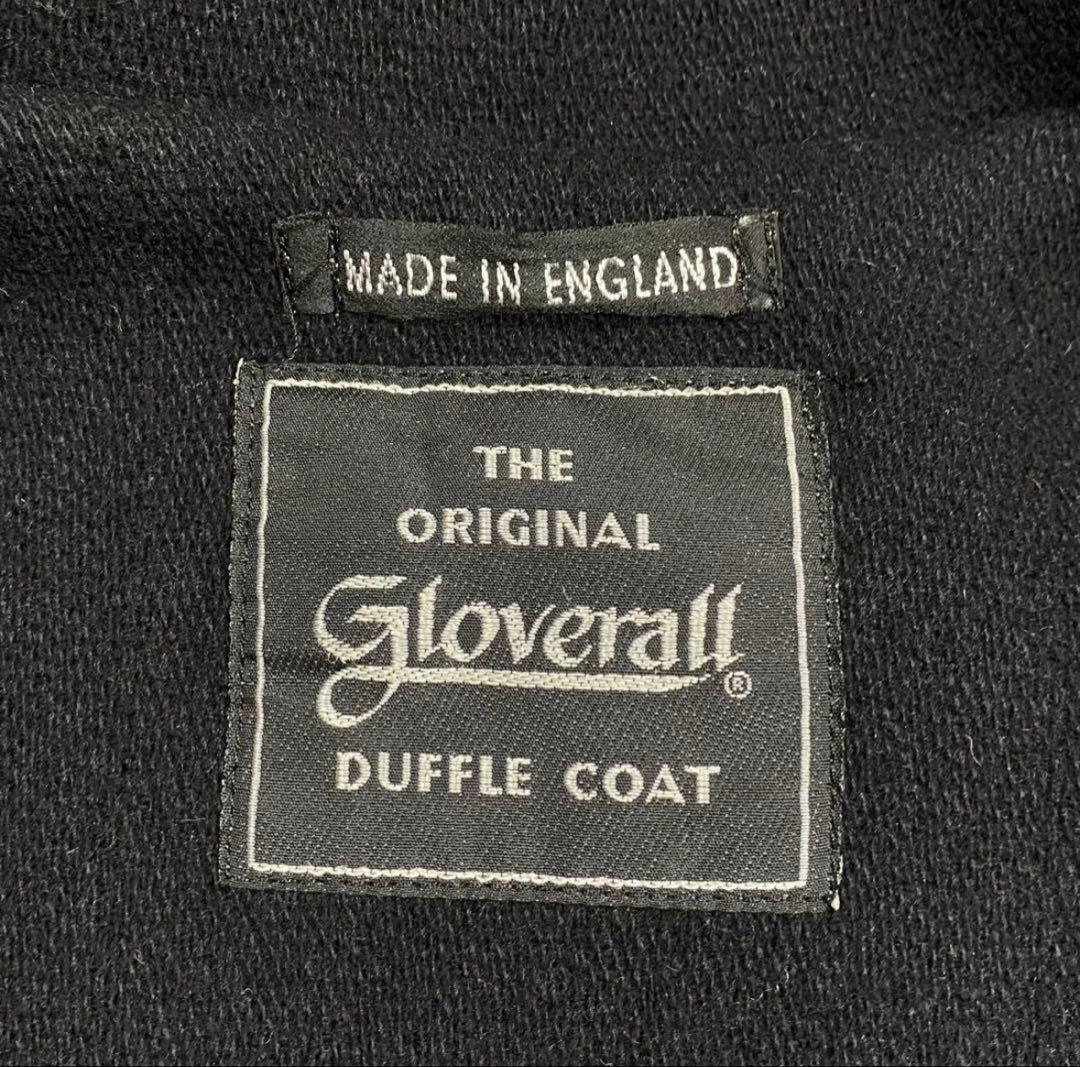 MADE IN ENGLAND
THE
ORIGINAL
Gloverall®
DUFFLE COAT